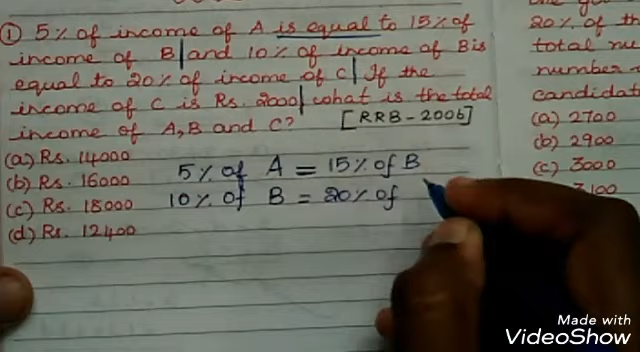 ① 5% of income of A is equal to 15% of
income of B and 10% of income of B is
equal to 20% of income of C. If the
income of C is Rs. 2000, what is the total
income of A, B and C? [RRB-2006]
(a) Rs. 14000
(b) Rs. 16000
(c) Rs. 18000
(d) Rs. 12400
5% of A = 15% of B
10% of B = 20% of
20% of th
total nu
number
candidat
(a) 2700
(b) 2900
(c) 3000
3100
Made with
VideoShow